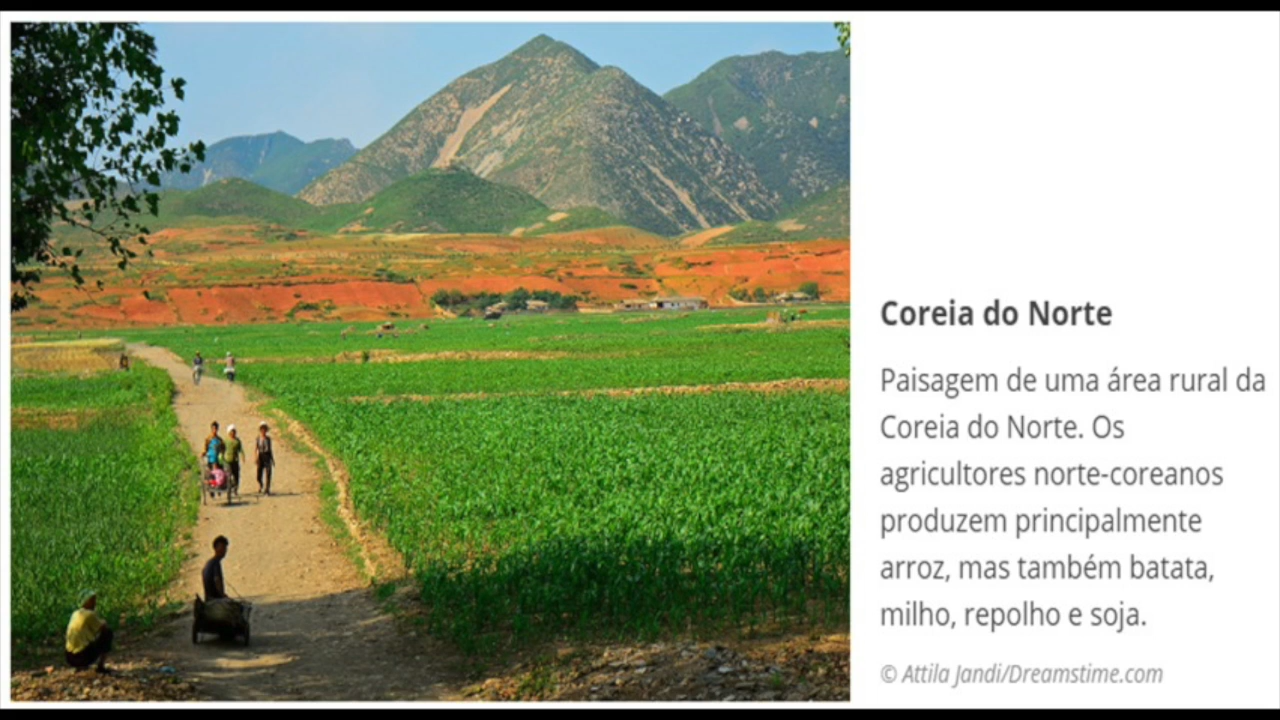 Coreia do Norte
Paisagem de uma área rural da
Coreia do Norte. Os
agricultores norte-coreanos
produzem principalmente
arroz, mas também batata,
milho, repolho e soja.
© Attila Jandi/Dreamstime.com